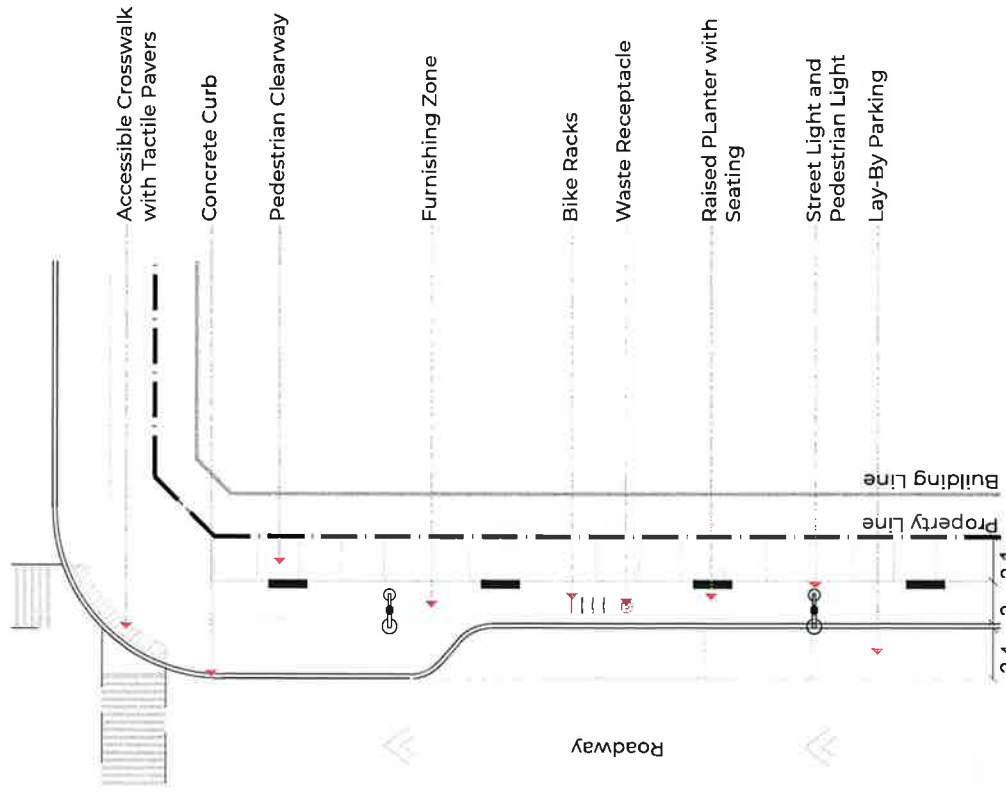 Accessible Crosswalk
with Tactile Pavers
Concrete Curb
Pedestrian Clearway
Furnishing Zone
Bike Racks
Waste Receptacle
Raised PLanter with
Seating
Street Light and
Pedestrian Light
Lay-By Parking
Building Line
Property Line
Roadway